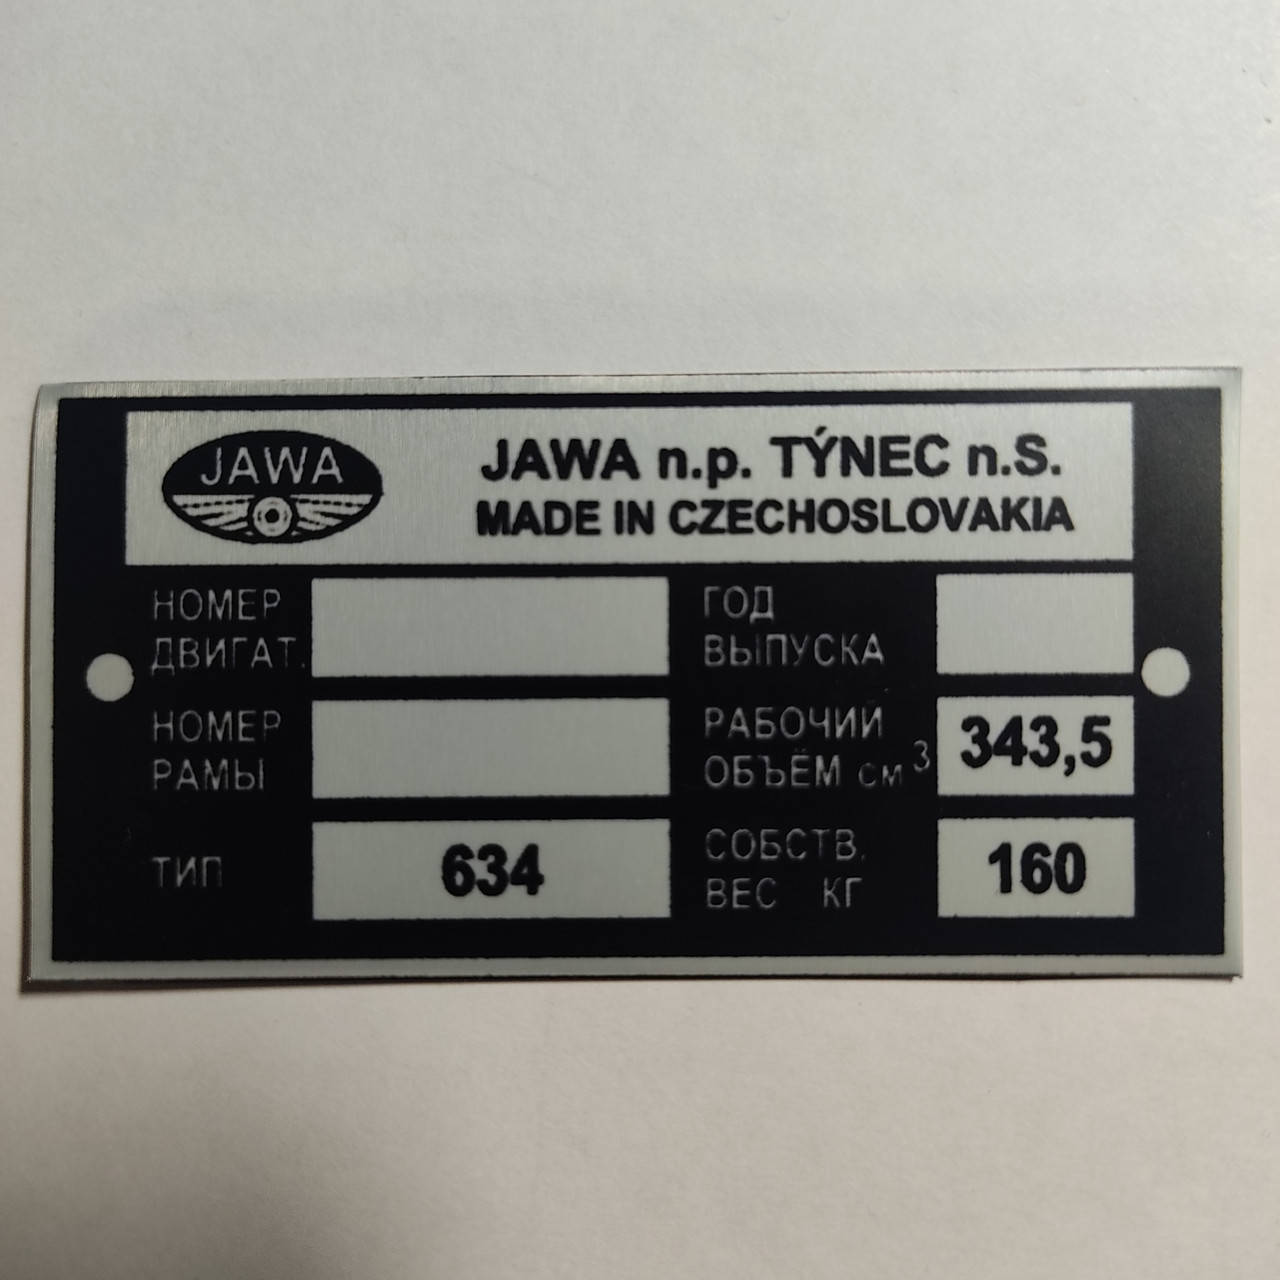 JAWA
JAWA n.p. TÝNEC n.S.
MADE IN CZECHOSLOVAKIA
НОМЕР
ДВИГАТ.
ГОД
ВЫПУСКА
НОМЕР
РАМЫ
РАБОЧИЙ
ОБЪЁМ см³
343,5
ТИП
634
СОБСТВ.
ВЕС КГ
160